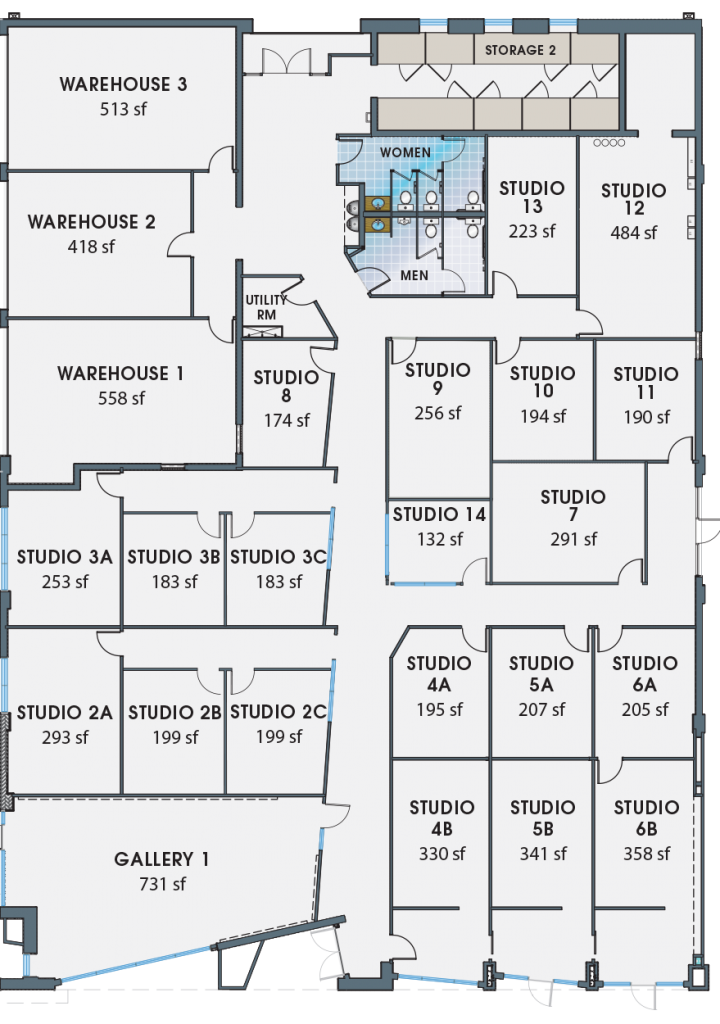 STORAGE 2
WAREHOUSE 3
513 sf
WOMEN
STUDIO
13
223 sf
STUDIO
12
484 sf
WAREHOUSE 2
418 sf
MEN
UTILITY
RM
WAREHOUSE 1
558 sf
STUDIO
8
174 sf
STUDIO
9
256 sf
STUDIO
10
194 sf
STUDIO
11
190 sf
STUDIO 14
132 sf
STUDIO
7
291 sf
STUDIO 3A
253 sf
STUDIO 3B
183 sf
STUDIO 3C
183 sf
STUDIO
4A
195 sf
STUDIO
5A
207 sf
STUDIO
6A
205 sf
STUDIO 2A
293 sf
STUDIO 2B
199 sf
STUDIO 2C
199 sf
STUDIO
4B
330 sf
STUDIO
5B
341 sf
STUDIO
6B
358 sf
GALLERY 1
731 sf